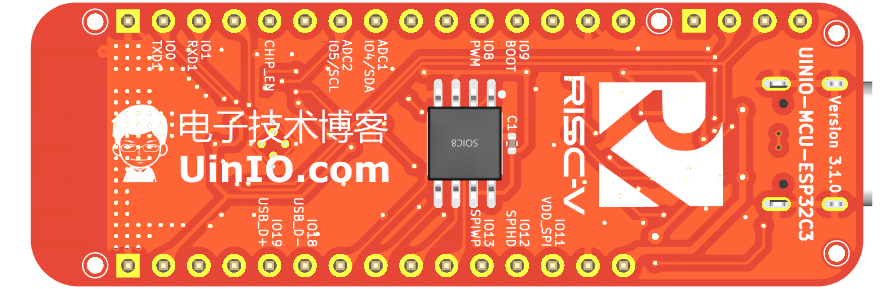 IO0
TXD1
IO1
RXD1
CHIP_EN
ADC2
IO5/SCL
ADC1
IO4/SDA
IO8
PWM
IO9
BOOT
电子技术博客
UinIO.com
SOIC8
C1
RISC-V
UINIO-MCU-ESP32C3
Version 3.1.0
IO19
USB_D+
IO18
USB_D-
IO13
SPIWP
IO12
SPIHD
IO11
VDD_SPI